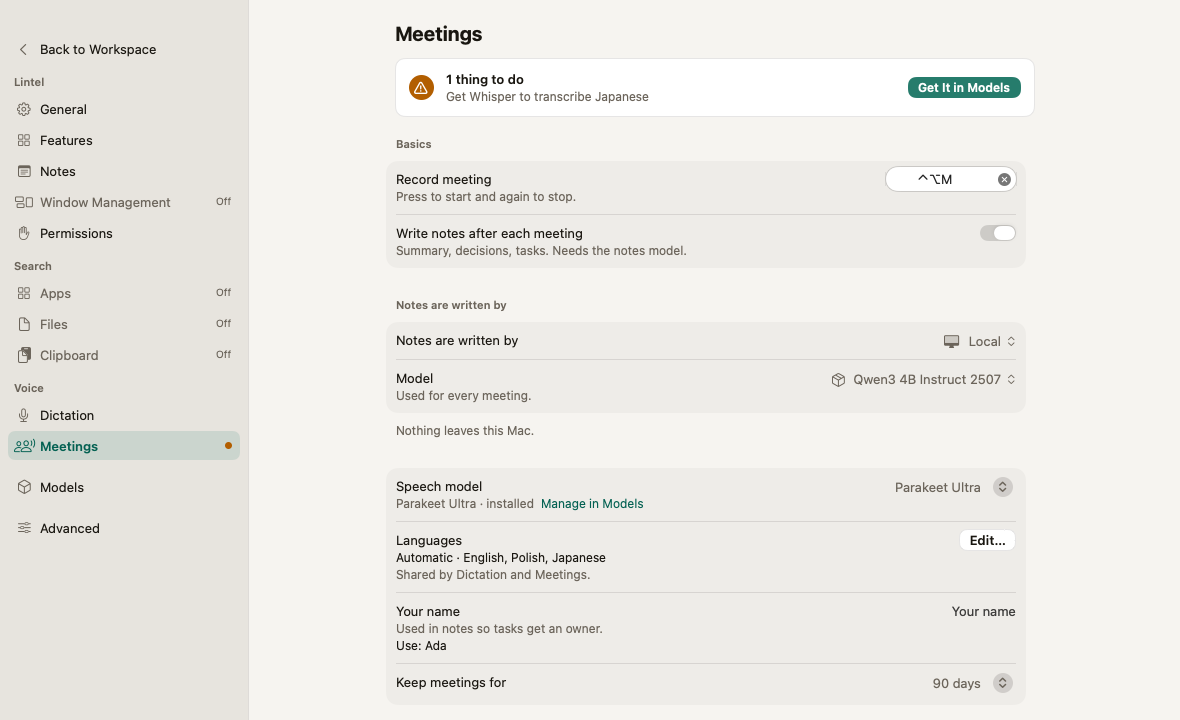 Back to Workspace
Lintel
General
Features
Notes
Window Management Off
Permissions
Search
Apps Off
Files Off
Clipboard Off
Voice
Dictation
Meetings
Models
Advanced
Meetings
1 thing to do
Get Whisper to transcribe Japanese
Get It in Models
Basics
Record meeting
Press to start and again to stop.
⌃⌥M
Write notes after each meeting
Summary, decisions, tasks. Needs the notes model.
Notes are written by
Notes are written by
Local
Model
Used for every meeting.
Qwen3 4B Instruct 2507
Nothing leaves this Mac.
Speech model
Parakeet Ultra · installed Manage in Models
Parakeet Ultra
Languages
Automatic · English, Polish, Japanese
Shared by Dictation and Meetings.
Edit...
Your name
Used in notes so tasks get an owner.
Use: Ada
Your name
Keep meetings for
90 days